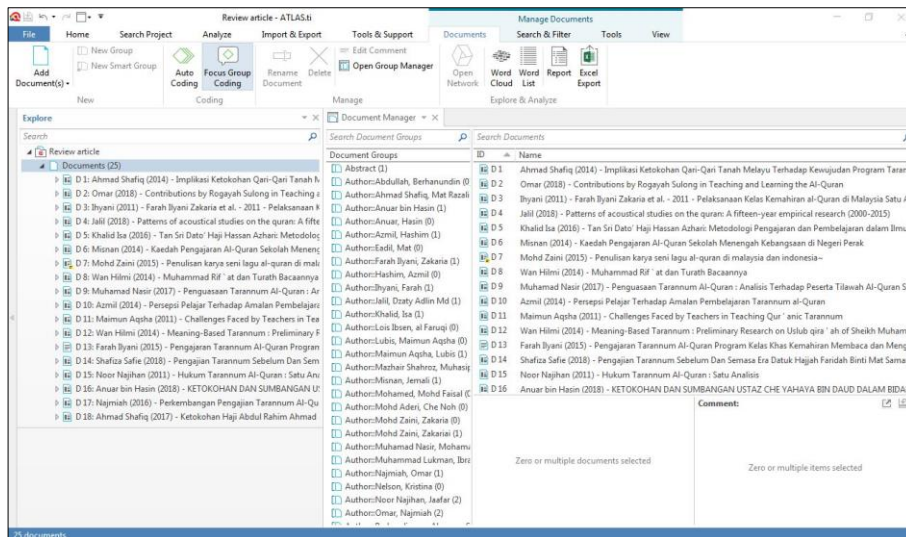 Review article - ATLAS.ti
Manage Documents
File Home Search Project Analyze Import & Export Tools & Support Documents Search & Filter Tools View
Add Document(s)
New Group
New Smart Group
New
Auto Coding
Focus Group Coding
Coding
Rename Document
Delete
Edit Comment
Open Group Manager
Manage
Open Network
Word Cloud
Word List
Report
Excel Export
Explore & Analyze
Explore
Search
Review article
Documents (25)
D 1: Ahmad Shafiq (2014) - Implikasi Ketokohan Qari-Qari Tanah M
D 2: Omar (2018) - Contributions by Rogayah Sulong in Teaching a
D 3: Ihyani (2011) - Farah Ilyani Zakaria et al. - 2011 - Pelaksanaan K
D 4: Jalil (2018) - Patterns of acoustical studies on the quran: A fifte
D 5: Khalid Isa (2016) - Tan Sri Dato' Haji Hassan Azhari: Metodolog
D 6: Misnan (2014) - Kaedah Pengajaran Al-Quran Sekolah Meneng
D 7: Mohd Zaini (2015) - Penulisan karya seni lagu al-quran di mala
D 8: Wan Hilmi (2014) - Muhammad Rif ` at dan Turath Bacaannya
D 9: Muhamad Nasir (2017) - Penguasaan Tarannum Al-Quran : An
D 10: Azmil (2014) - Persepsi Pelajar Terhadap Amalan Pembelajara
D 11: Maimun Aqsha (2011) - Challenges Faced by Teachers in Tea
D 12: Wan Hilmi (2014) - Meaning-Based Tarannum : Preliminary R
D 13: Farah Ilyani (2015) - Pengajaran Tarannum Al-Quran Program
D 14: Shafiza Safie (2018) - Pengajian Tarannum Sebelum Dan Sem
D 15: Noor Najihan (2011) - Hukum Tarannum Al-Quran : Satu Ana
D 16: Anuar bin Hasin (2018) - KETOKOHAN DAN SUMBANGAN U
D 17: Najmiah (2016) - Perkembangan Pengajian Tarannum Al-Qu
D 18: Ahmad Shafiq (2017) - Ketokohan Haji Abdul Rahim Ahmad
Document Manager
Search Document Groups
Document Groups
Abstract (1)
Author::Abdullah, Berhanundin (0
Author::Ahmad Shafiq, Mat Razali
Author::Anuar bin Hasin (1)
Author::Anuar, Hasin (0)
Author::Azmil, Hashim (1)
Author::Eadil, Mat (0)
Author::Farah Ilyani, Zakaria (1)
Author::Hashim, Azmil (0)
Author::Ihyani, Farah (1)
Author::Jalil, Dzaty Adlin Md (1)
Author::Khalid, Isa (1)
Author::Lois Ibsen, al Faruqi (0)
Author::Lubis, Maimun Aqsha (0)
Author::Maimun Aqsha, Lubis (1)
Author::Mazhair Shahroz, Muhasip
Author::Misnan, Jemali (1)
Author::Mohamed, Mohd Faisal (0
Author::Mohd Aderi, Che Noh (0)
Author::Mohd Zaini, Zakaria (0)
Author::Mohd Zaini, Zakariai (1)
Author::Muhamad Nasir, Mohama
Author::Muhammad Lukman, Ibra
Author::Najmiah, Omar (1)
Author::Nelson, Kristina (0)
Author::Noor Najihan, Jaafar (2)
Author::Omar, Najmiah (2)
Search Documents
ID Name
D 1 Ahmad Shafiq (2014) - Implikasi Ketokohan Qari-Qari Tanah Melayu Terhadap Kewujudan Program Taran
D 2 Omar (2018) - Contributions by Rogayah Sulong in Teaching and Learning the Al-Quran
D 3 Ihyani (2011) - Farah Ilyani Zakaria et al. - 2011 - Pelaksanaan Kelas Kemahiran al-Quran di Malaysia Satu A
D 4 Jalil (2018) - Patterns of acoustical studies on the quran: A fifteen-year empirical research (2000-2015)
D 5 Khalid Isa (2016) - Tan Sri Dato' Haji Hassan Azhari: Metodologi Pengajaran dan Pembelajaran dalam Ilmu
D 6 Misnan (2014) - Kaedah Pengajaran Al-Quran Sekolah Menengah Kebangsaan di Negeri Perak
D 7 Mohd Zaini (2015) - Penulisan karya seni lagu al-quran di malaysia dan indonesia~
D 8 Wan Hilmi (2014) - Muhammad Rif ` at dan Turath Bacaannya
D 9 Muhamad Nasir (2017) - Penguasaan Tarannum Al-Quran : Analisis Terhadap Peserta Tilawah Al-Quran S
D 10 Azmil (2014) - Persepsi Pelajar Terhadap Amalan Pembelajaran Tarannum al-Quran
D 11 Maimun Aqsha (2011) - Challenges Faced by Teachers in Teaching Qur ` anic Tarannum
D 12 Wan Hilmi (2014) - Meaning-Based Tarannum : Preliminary Research on Uslub qira ` ah of Sheikh Muham
D 13 Farah Ilyani (2015) - Pengajaran Tarannum Al-Quran Program Kelas Khas Kemahiran Membaca dan Meng
D 14 Shafiza Safie (2018) - Pengajian Tarannum Sebelum Dan Semasa Era Datuk Hajjah Faridah Binti Mat Sama
D 15 Noor Najihan (2011) - Hukum Tarannum Al-Quran : Satu Analisis
D 16 Anuar bin Hasin (2018) - KETOKOHAN DAN SUMBANGAN USTAZ CHE YAHAYA BIN DAUD DALAM BIDA
Zero or multiple documents selected
Comment:
Zero or multiple items selected
25 documents